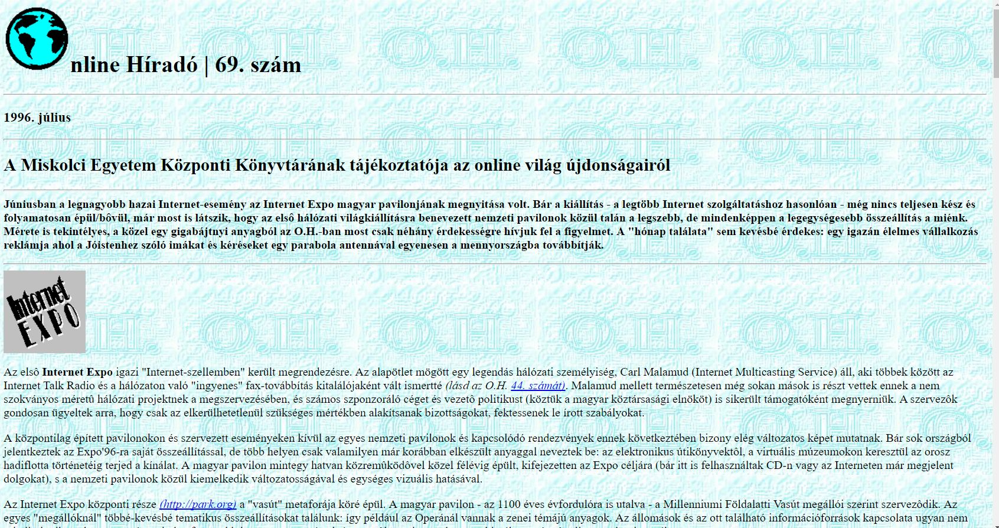 nline Híradó | 69. szám
1996. július
A Miskolci Egyetem Központi Könyvtárának tájékoztatója az online világ újdonságairól
Júniusban a legnagyobb hazai Internet-esemény az Internet Expo magyar pavilonjának megnyitása volt. Bár a kiállítás - a legtöbb Internet szolgáltatáshoz hasonlóan - még nincs teljesen kész és
folyamatosan épül/bôvül, már most is látszik, hogy az elsô hálózati világkiállításra benevezett nemzeti pavilonok közül talán a legszebb, de mindenképpen a legegységesebb összeállítás a miénk.
Mérete is tekintélyes, a közel egy gigabájtnyi anyagból az O.H.-ban most csak néhány érdekességre hívjuk fel a figyelmet. A "hónap találata" sem kevésbé érdekes: egy igazán élelmes vállalkozás
reklámja ahol a Jóistenhez szóló imákat és kéréseket egy parabola antennával egyenesen a mennyországba továbbítják.
Internet
EXPO
Az elsô Internet Expo igazi "Internet-szellemben" került megrendezésre. Az alapötlet mögött egy legendás hálózati személyiség, Carl Malamud (Internet Multicasting Service) áll, aki többek között az
Internet Talk Radio és a hálózaton való "ingyenes" fax-továbbítás kitalálójaként vált ismertté (lásd az O.H. 44. számát). Malamud mellett természetesen még sokan mások is részt vettek ennek a nem
szokványos méretû hálózati projektnek a megszervezésében, és számos szponzoráló céget és vezetô politikust (köztük a magyar köztársasági elnököt) is sikerült támogatóként megnyerniük. A szervezôk
gondosan ügyeltek arra, hogy csak az elkerülhetetlenül szükséges mértékben alakítsanak bizottságokat, fektessenek le írott szabályokat.
A központilag épített pavilonokon és szervezett eseményeken kívül az egyes nemzeti pavilonok és kapcsolódó rendezvények ennek következtében bizony elég változatos képet mutatnak. Bár sok országból
jelentkeztek az Expo'96-ra saját összeállítással, de több helyen csak valamilyen már korábban elkészült anyaggal neveztek be: az elektronikus útikönyvektôl, a virtuális múzeumokon keresztül az orosz
hadiflotta történetéig terjed a kínálat. A magyar pavilon mintegy hatvan közremûködôvel közel félévig épült, kifejezetten az Expo céljára (bár itt is felhasználtak CD-n vagy az Interneten már megjelent
dolgokat), s a nemzeti pavilonok közül kiemelkedik változatosságával és egységes vizuális hatásával.
Az Internet Expo központi része (http://park.org) a "vasút" metaforája köré épül. A magyar pavilon - az 1100 éves évfordulóra is utalva - a Millenniumi Földalatti Vasút megállói szerint szervezôdik. Az
egyes "megállóknál" többé-kevésbé tematikus összeállításokat találunk: így például az Operánál vannak a zenei témájú anyagok. Az állomások és az ott található információforrások kapcsolata ugyan nem